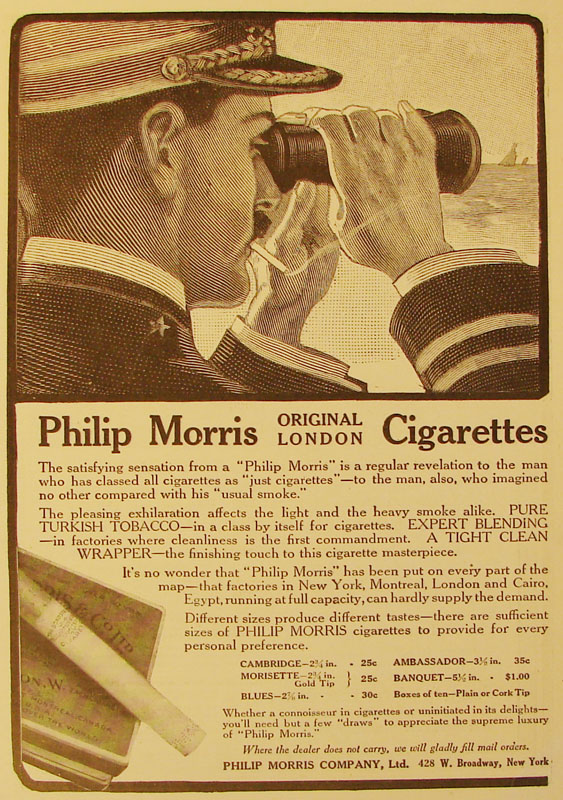 Philip Morris ORIGINAL LONDON Cigarettes
The satisfying sensation from a "Philip Morris" is a regular revelation to the man
who has classed all cigarettes as "just cigarettes"—to the man, also, who imagined
no other compared with his "usual smoke."
The pleasing exhilaration affects the light and the heavy smoke alike. PURE
TURKISH TOBACCO—in a class by itself for cigarettes. EXPERT BLENDING
—in factories where cleanliness is the first commandment. A TIGHT CLEAN
WRAPPER—the finishing touch to this cigarette masterpiece.
It's no wonder that "Philip Morris" has been put on every part of the
map—that factories in New York, Montreal, London and Cairo,
Egypt, running at full capacity, can hardly supply the demand.
Different sizes produce different tastes—there are sufficient
sizes of PHILIP MORRIS cigarettes to provide for every
personal preference.
CAMBRIDGE—2¾ in. - 25c AMBASSADOR—3½ in. 35c
MORISETTE—2¾ in. Gold Tip } 25c BANQUET—5½ in. - $1.00
BLUES—2⅞ in. - - 30c Boxes of ten—Plain or Cork Tip
Whether a connoisseur in cigarettes or uninitiated in its delights—
you'll need but a few "draws" to appreciate the supreme luxury
of "Philip Morris."
Where the dealer does not carry, we will gladly fill mail orders.
PHILIP MORRIS COMPANY, Ltd. 428 W. Broadway, New York
& Co Ltd
ON. W